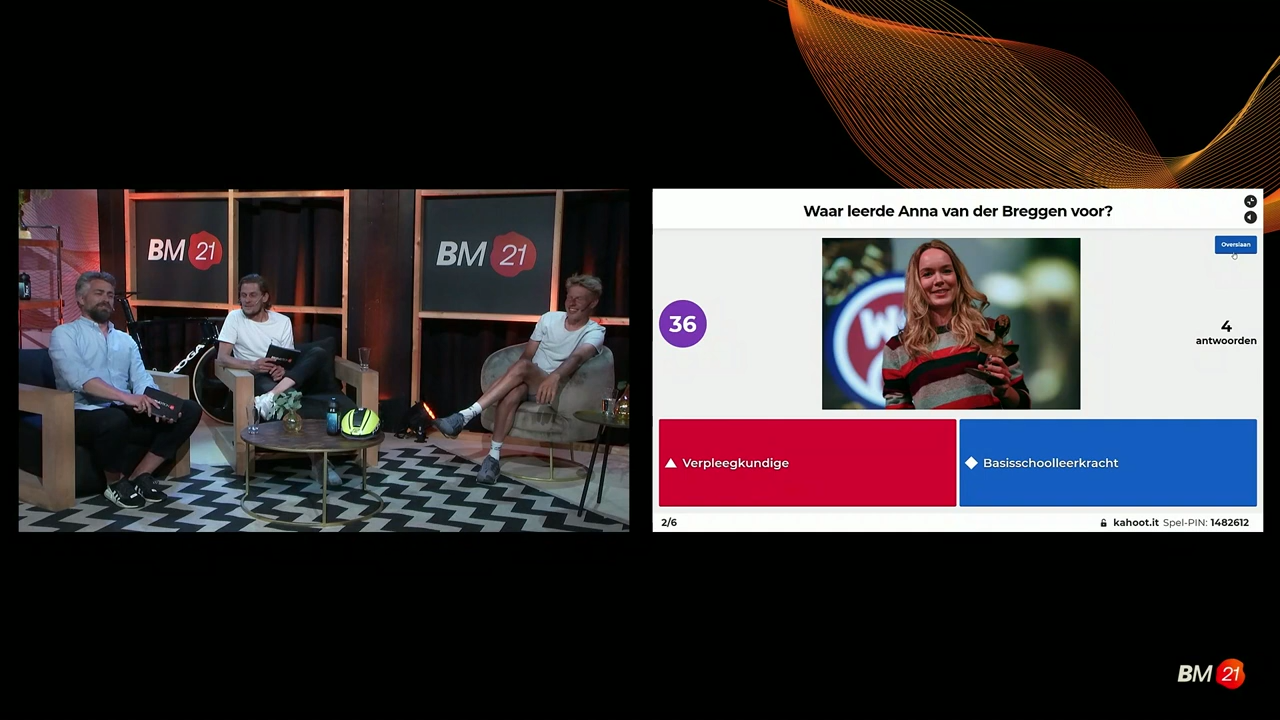 BM 21
BM 21
VOGA
Waar leerde Anna van der Breggen voor?
Overslaan
36
4
antwoorden
Verpleegkundige
Basisschoolleerkracht
2/6
kahoot.it Spel-PIN: 1482612
BM 21